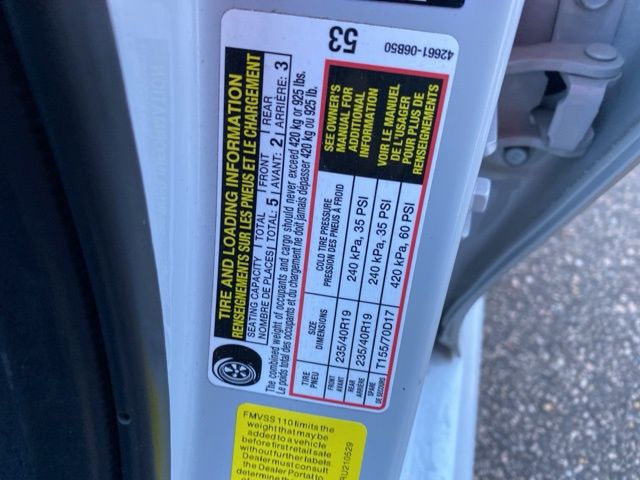 42661-06B50
53
TIRE AND LOADING INFORMATION
RENSEIGNEMENTS SUR LES PNEUS ET LE CHARGEMENT
SEATING CAPACITY | TOTAL | FRONT | REAR
NOMBRE DE PLACES | TOTAL: 5 | AVANT: 2 | ARRIÈRE: 3
The combined weight of occupants and cargo should never exceed 420 kg or 925 lbs.
Le poids total des occupants et du chargement ne doit jamais dépasser 420 kg ou 925 lb.
TIRE
PNEU
SIZE
DIMENSIONS
COLD TIRE PRESSURE
PRESSION DES PNEUS A FROID
SEE OWNER'S
MANUAL FOR
ADDITIONAL
INFORMATION
VOIR LE MANUEL
DE L'USAGER
POUR PLUS DE
RENSEIGNEMENTS
FRONT
AVANT
235/40R19
240 kPa, 35 PSI
REAR
ARRIÈRE
235/40R19
240 kPa, 35 PSI
SPARE
DE SECOURS
T155/70D17
420 kPa, 60 PSI
FMVSS 110 limits the
weight that may be
added to a vehicle
before first retail sale
without further labels
Dealer must consult
the Dealer Portal to
RU210529